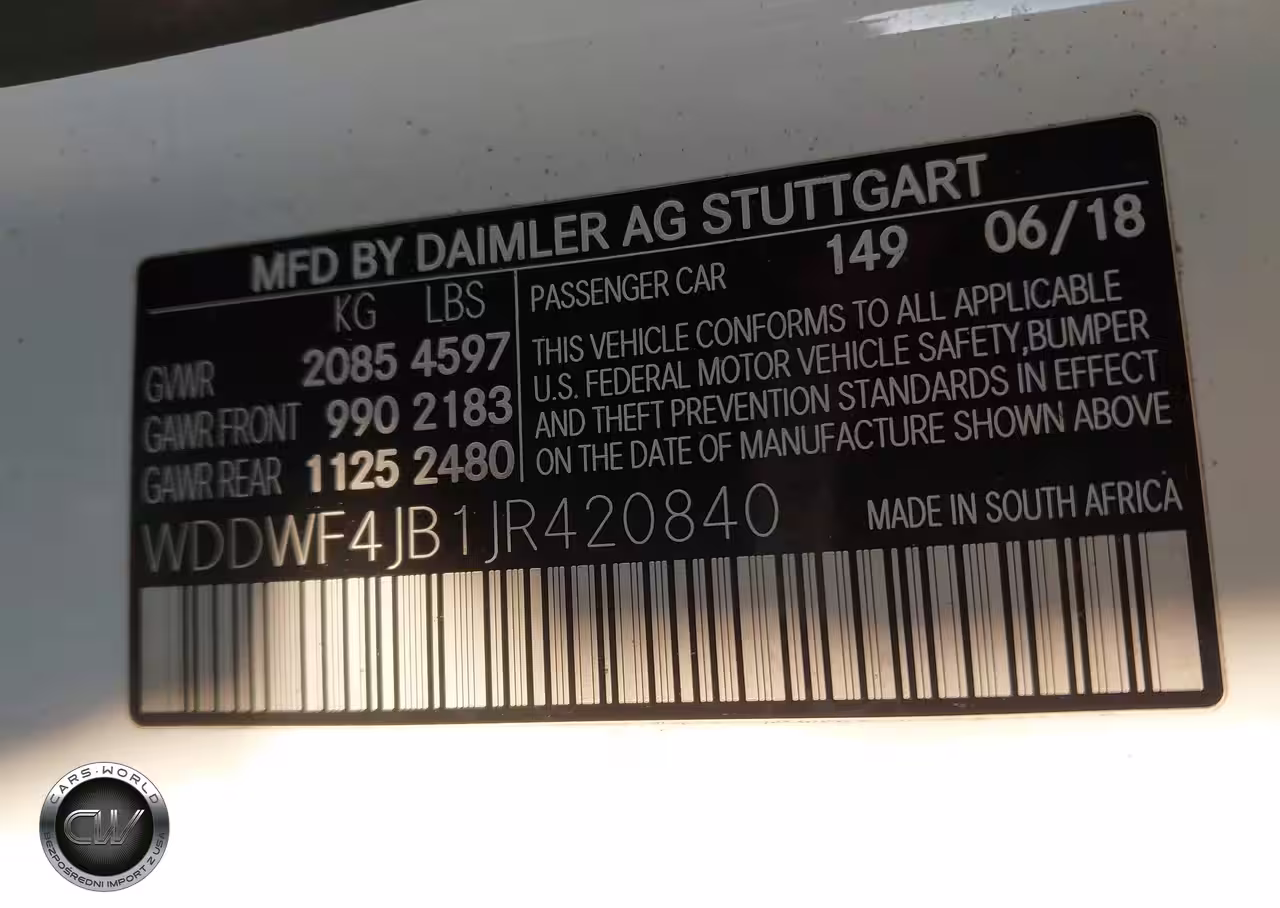 MFD BY DAIMLER AG STUTTGART
KG LBS
GVWR 2085 4597
GAWR FRONT 990 2183
GAWR REAR 1125 2480
PASSENGER CAR 149 06/18
THIS VEHICLE CONFORMS TO ALL APPLICABLE
U.S. FEDERAL MOTOR VEHICLE SAFETY,BUMPER
AND THEFT PREVENTION STANDARDS IN EFFECT
ON THE DATE OF MANUFACTURE SHOWN ABOVE
WDDWF4JB1JR420840 MADE IN SOUTH AFRICA
CARS·WORLD
CW
BEZPOŚREDNI IMPORT Z USA